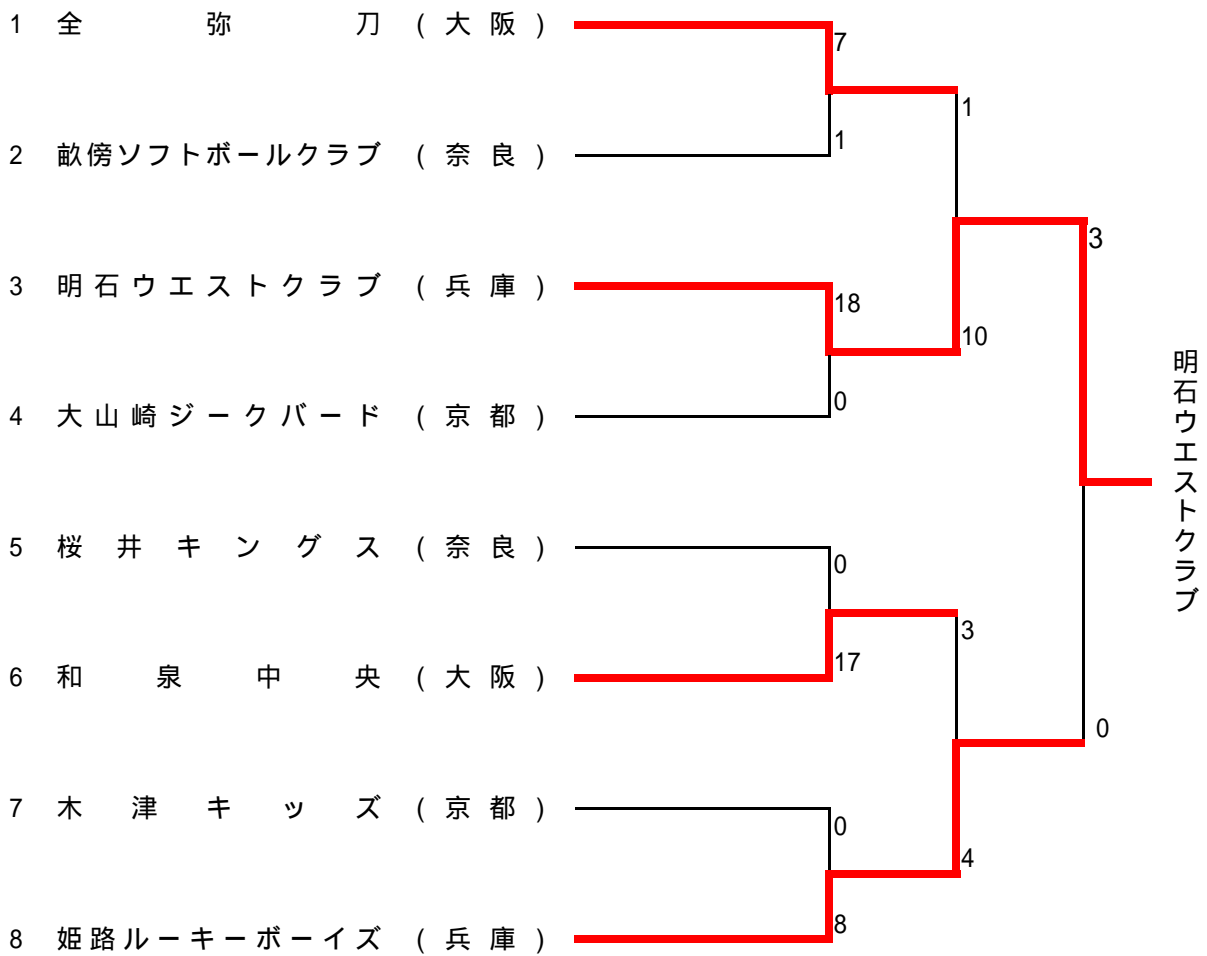 1 全弥刀 (大阪)
7
1
1
2 畝傍ソフトボールクラブ (奈良)
3
3 明石ウエストクラブ (兵庫)
18
10
0
4 大山崎ジークバード (京都)
明石ウエストクラブ
5 桜井キングス (奈良)
0
3
17
6 和泉中央 (大阪)
0
7 木津キッズ (京都)
0
4
8
8 姫路ルーキーボーイズ (兵庫)